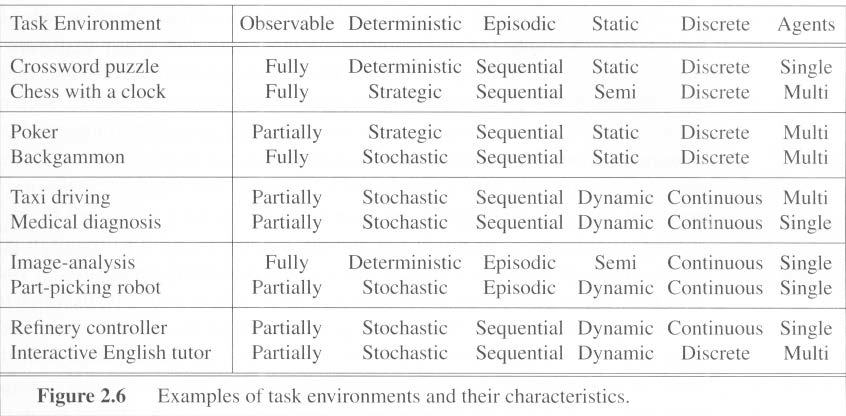 Task Environment Observable Deterministic Episodic Static Discrete Agents
Crossword puzzle Fully Deterministic Sequential Static Discrete Single
Chess with a clock Fully Strategic Sequential Semi Discrete Multi
Poker Partially Strategic Sequential Static Discrete Multi
Backgammon Fully Stochastic Sequential Static Discrete Multi
Taxi driving Partially Stochastic Sequential Dynamic Continuous Multi
Medical diagnosis Partially Stochastic Sequential Dynamic Continuous Single
Image-analysis Fully Deterministic Episodic Semi Continuous Single
Part-picking robot Partially Stochastic Episodic Dynamic Continuous Single
Refinery controller Partially Stochastic Sequential Dynamic Continuous Single
Interactive English tutor Partially Stochastic Sequential Dynamic Discrete Multi
Figure 2.6 Examples of task environments and their characteristics.